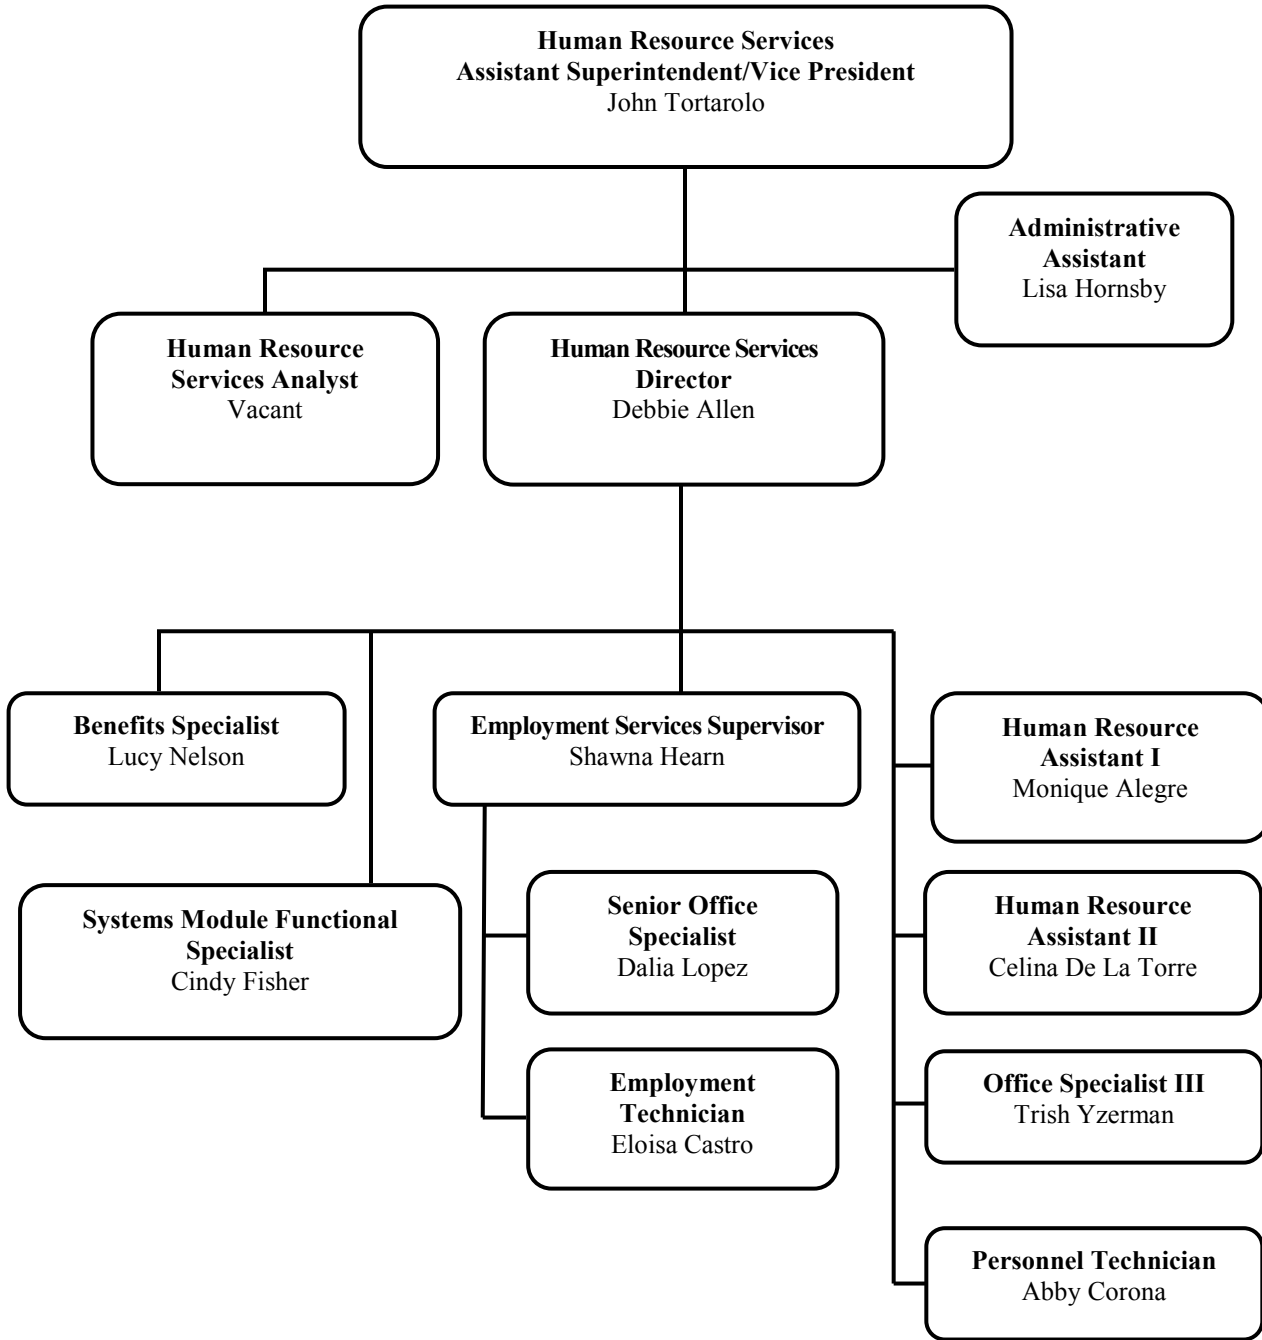 Human Resource Services
Assistant Superintendent/Vice President
John Tortarolo
Administrative
Assistant
Lisa Hornsby
Human Resource
Services Analyst
Vacant
Human Resource Services
Director
Debbie Allen
Benefits Specialist
Lucy Nelson
Employment Services Supervisor
Shawna Hearn
Human Resource
Assistant I
Monique Alegre
Systems Module Functional
Specialist
Cindy Fisher
Senior Office
Specialist
Dalia Lopez
Human Resource
Assistant II
Celina De La Torre
Employment
Technician
Eloisa Castro
Office Specialist III
Trish Yzerman
Personnel Technician
Abby Corona